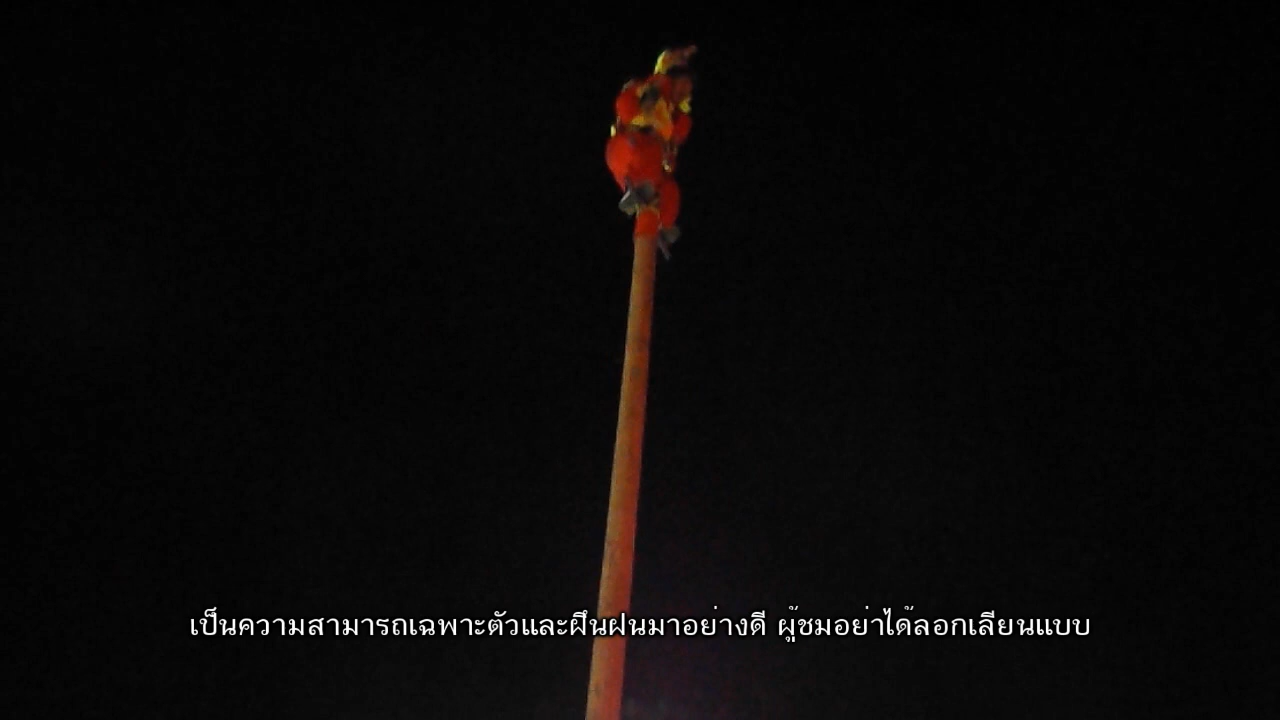 เป็นความสามารถเฉพาะตัวและฝึนฝนมาอย่างดี ผู้ชมอย่าได้ลอกเลียนแบบ